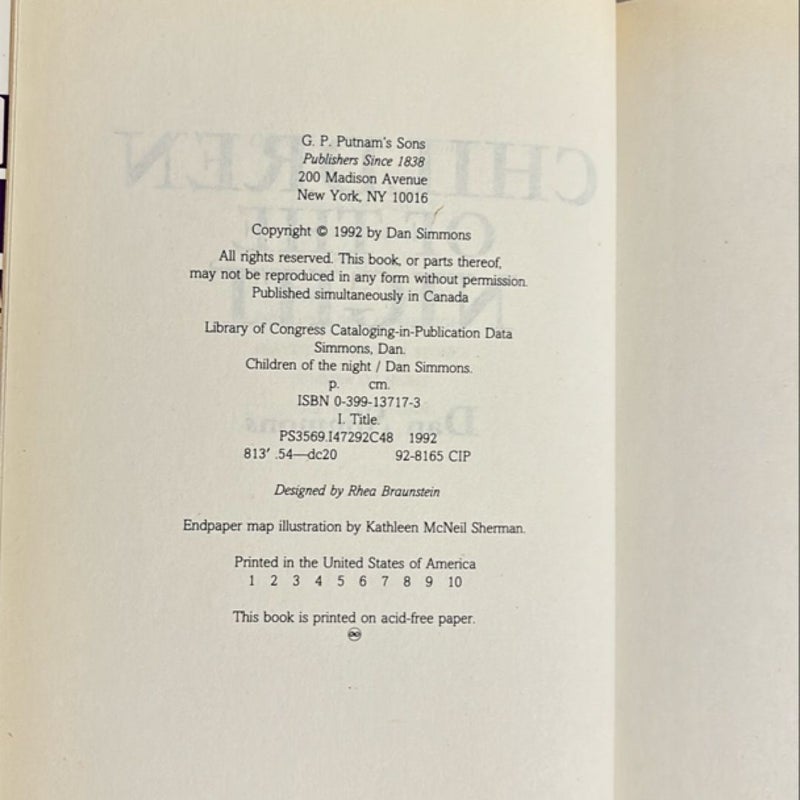 G. P. Putnam's Sons
Publishers Since 1838
200 Madison Avenue
New York, NY 10016
Copyright © 1992 by Dan Simmons
All rights reserved. This book, or parts thereof,
may not be reproduced in any form without permission.
Published simultaneously in Canada
Library of Congress Cataloging-in-Publication Data
Simmons, Dan.
Children of the night / Dan Simmons.
p. cm.
ISBN 0-399-13717-3
I. Title.
PS3569.I47292C48 1992
813′ .54—dc20 92-8165 CIP
Designed by Rhea Braunstein
Endpaper map illustration by Kathleen McNeil Sherman.
Printed in the United States of America
1 2 3 4 5 6 7 8 9 10
This book is printed on acid-free paper.